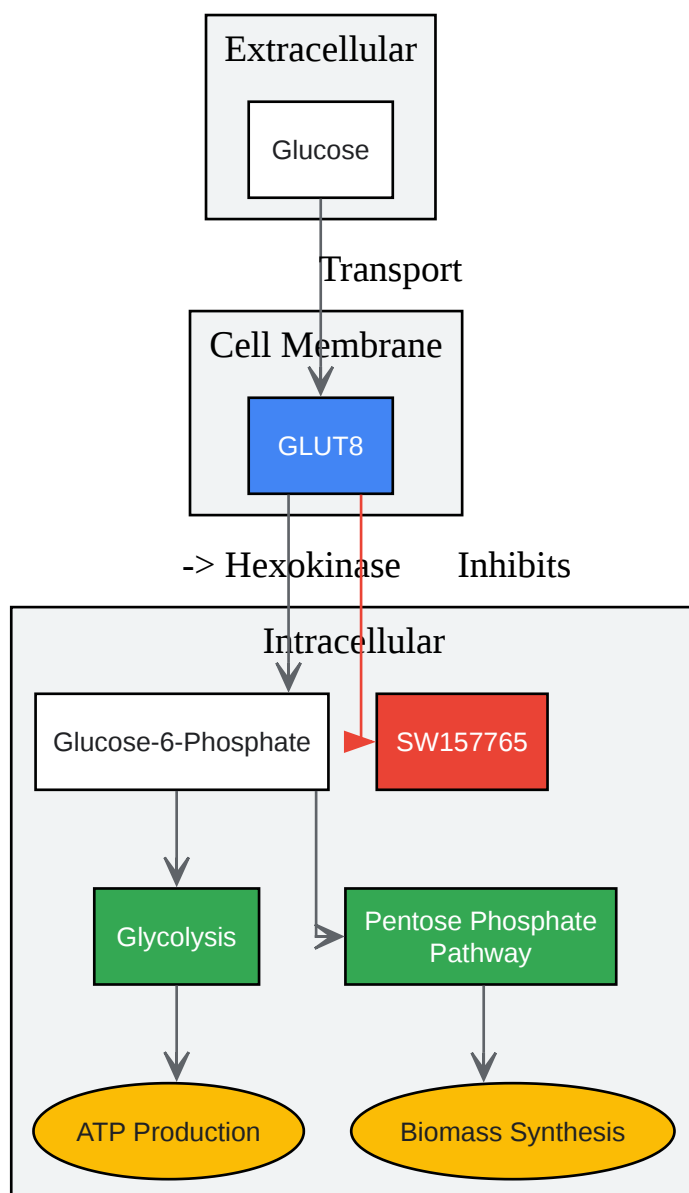 Extracellular
Glucose
Transport
Cell Membrane
GLUT8
-> Hexokinase
Inhibits
Intracellular
Glucose-6-Phosphate
SW157765
Glycolysis
Pentose Phosphate
Pathway
ATP Production
Biomass Synthesis